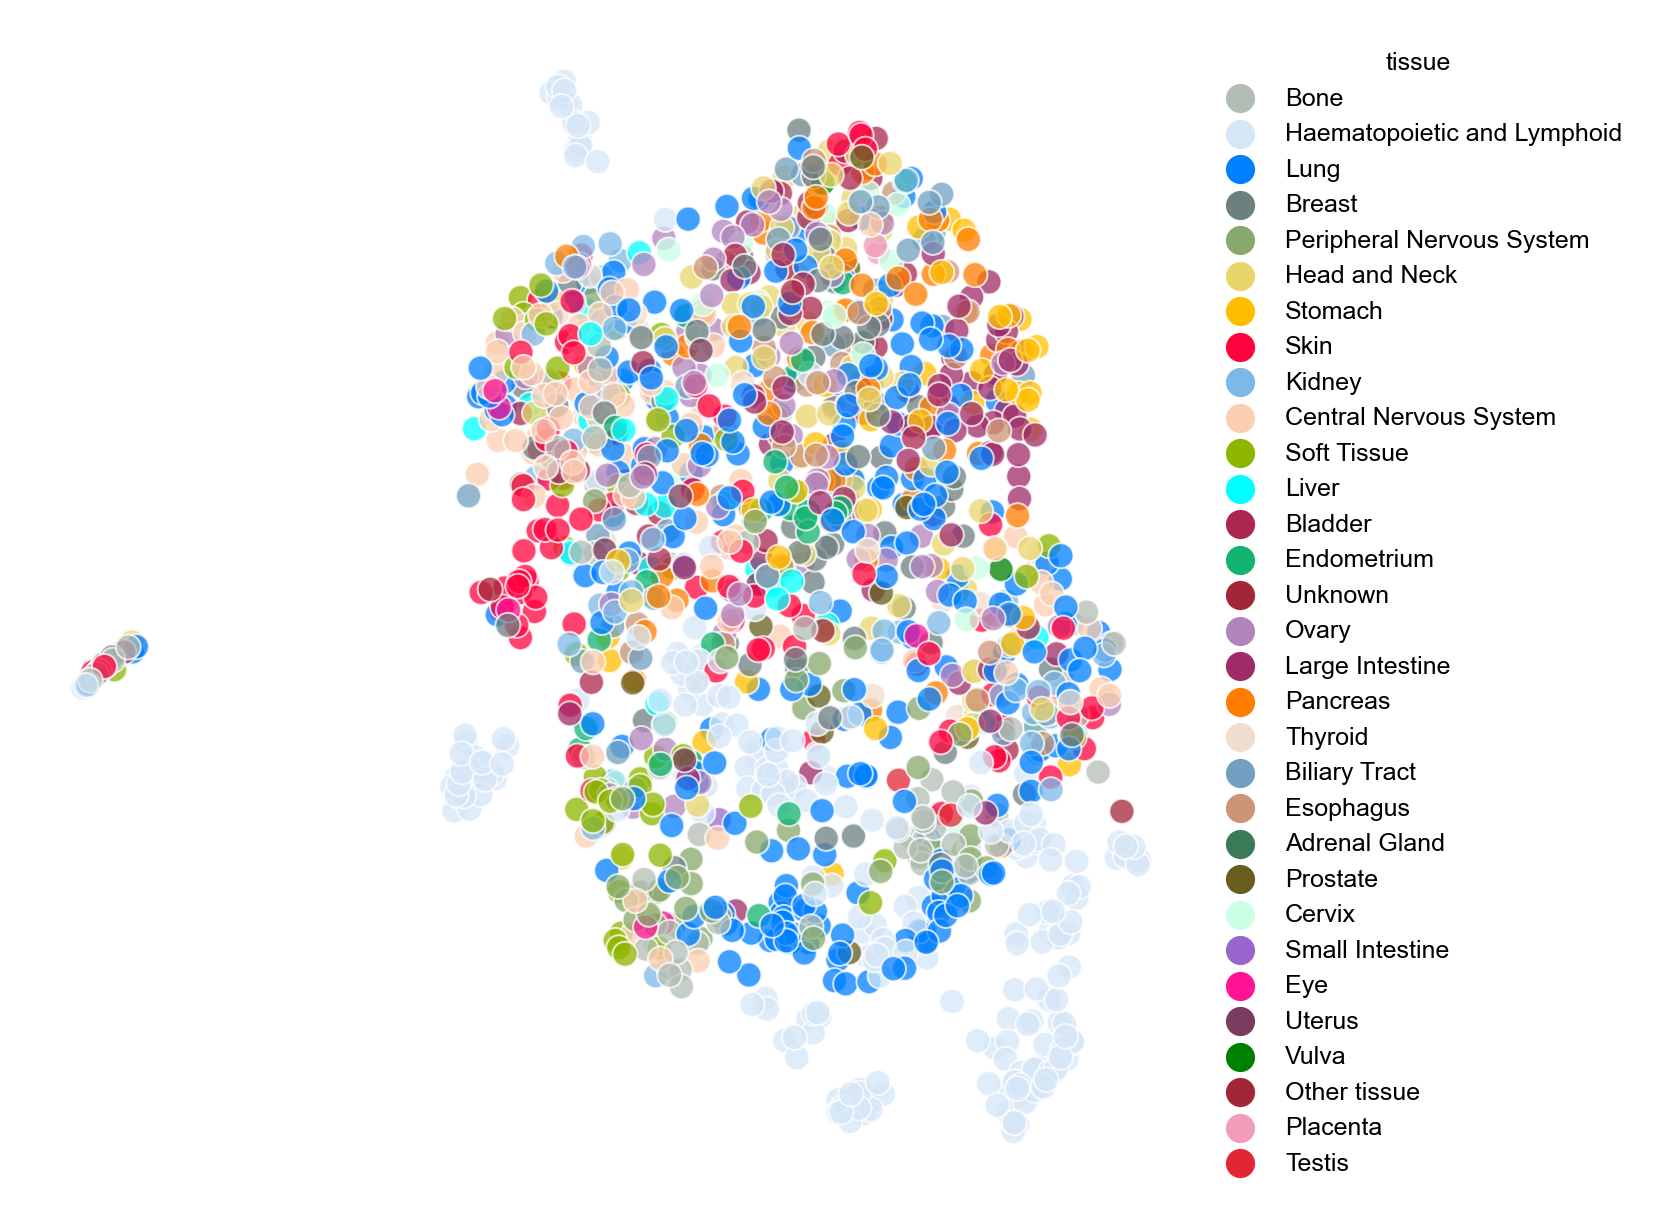 tissue
Bone
Haematopoietic and Lymphoid
Lung
Breast
Peripheral Nervous System
Head and Neck
Stomach
Skin
Kidney
Central Nervous System
Soft Tissue
Liver
Bladder
Endometrium
Unknown
Ovary
Large Intestine
Pancreas
Thyroid
Biliary Tract
Esophagus
Adrenal Gland
Prostate
Cervix
Small Intestine
Eye
Uterus
Vulva
Other tissue
Placenta
Testis